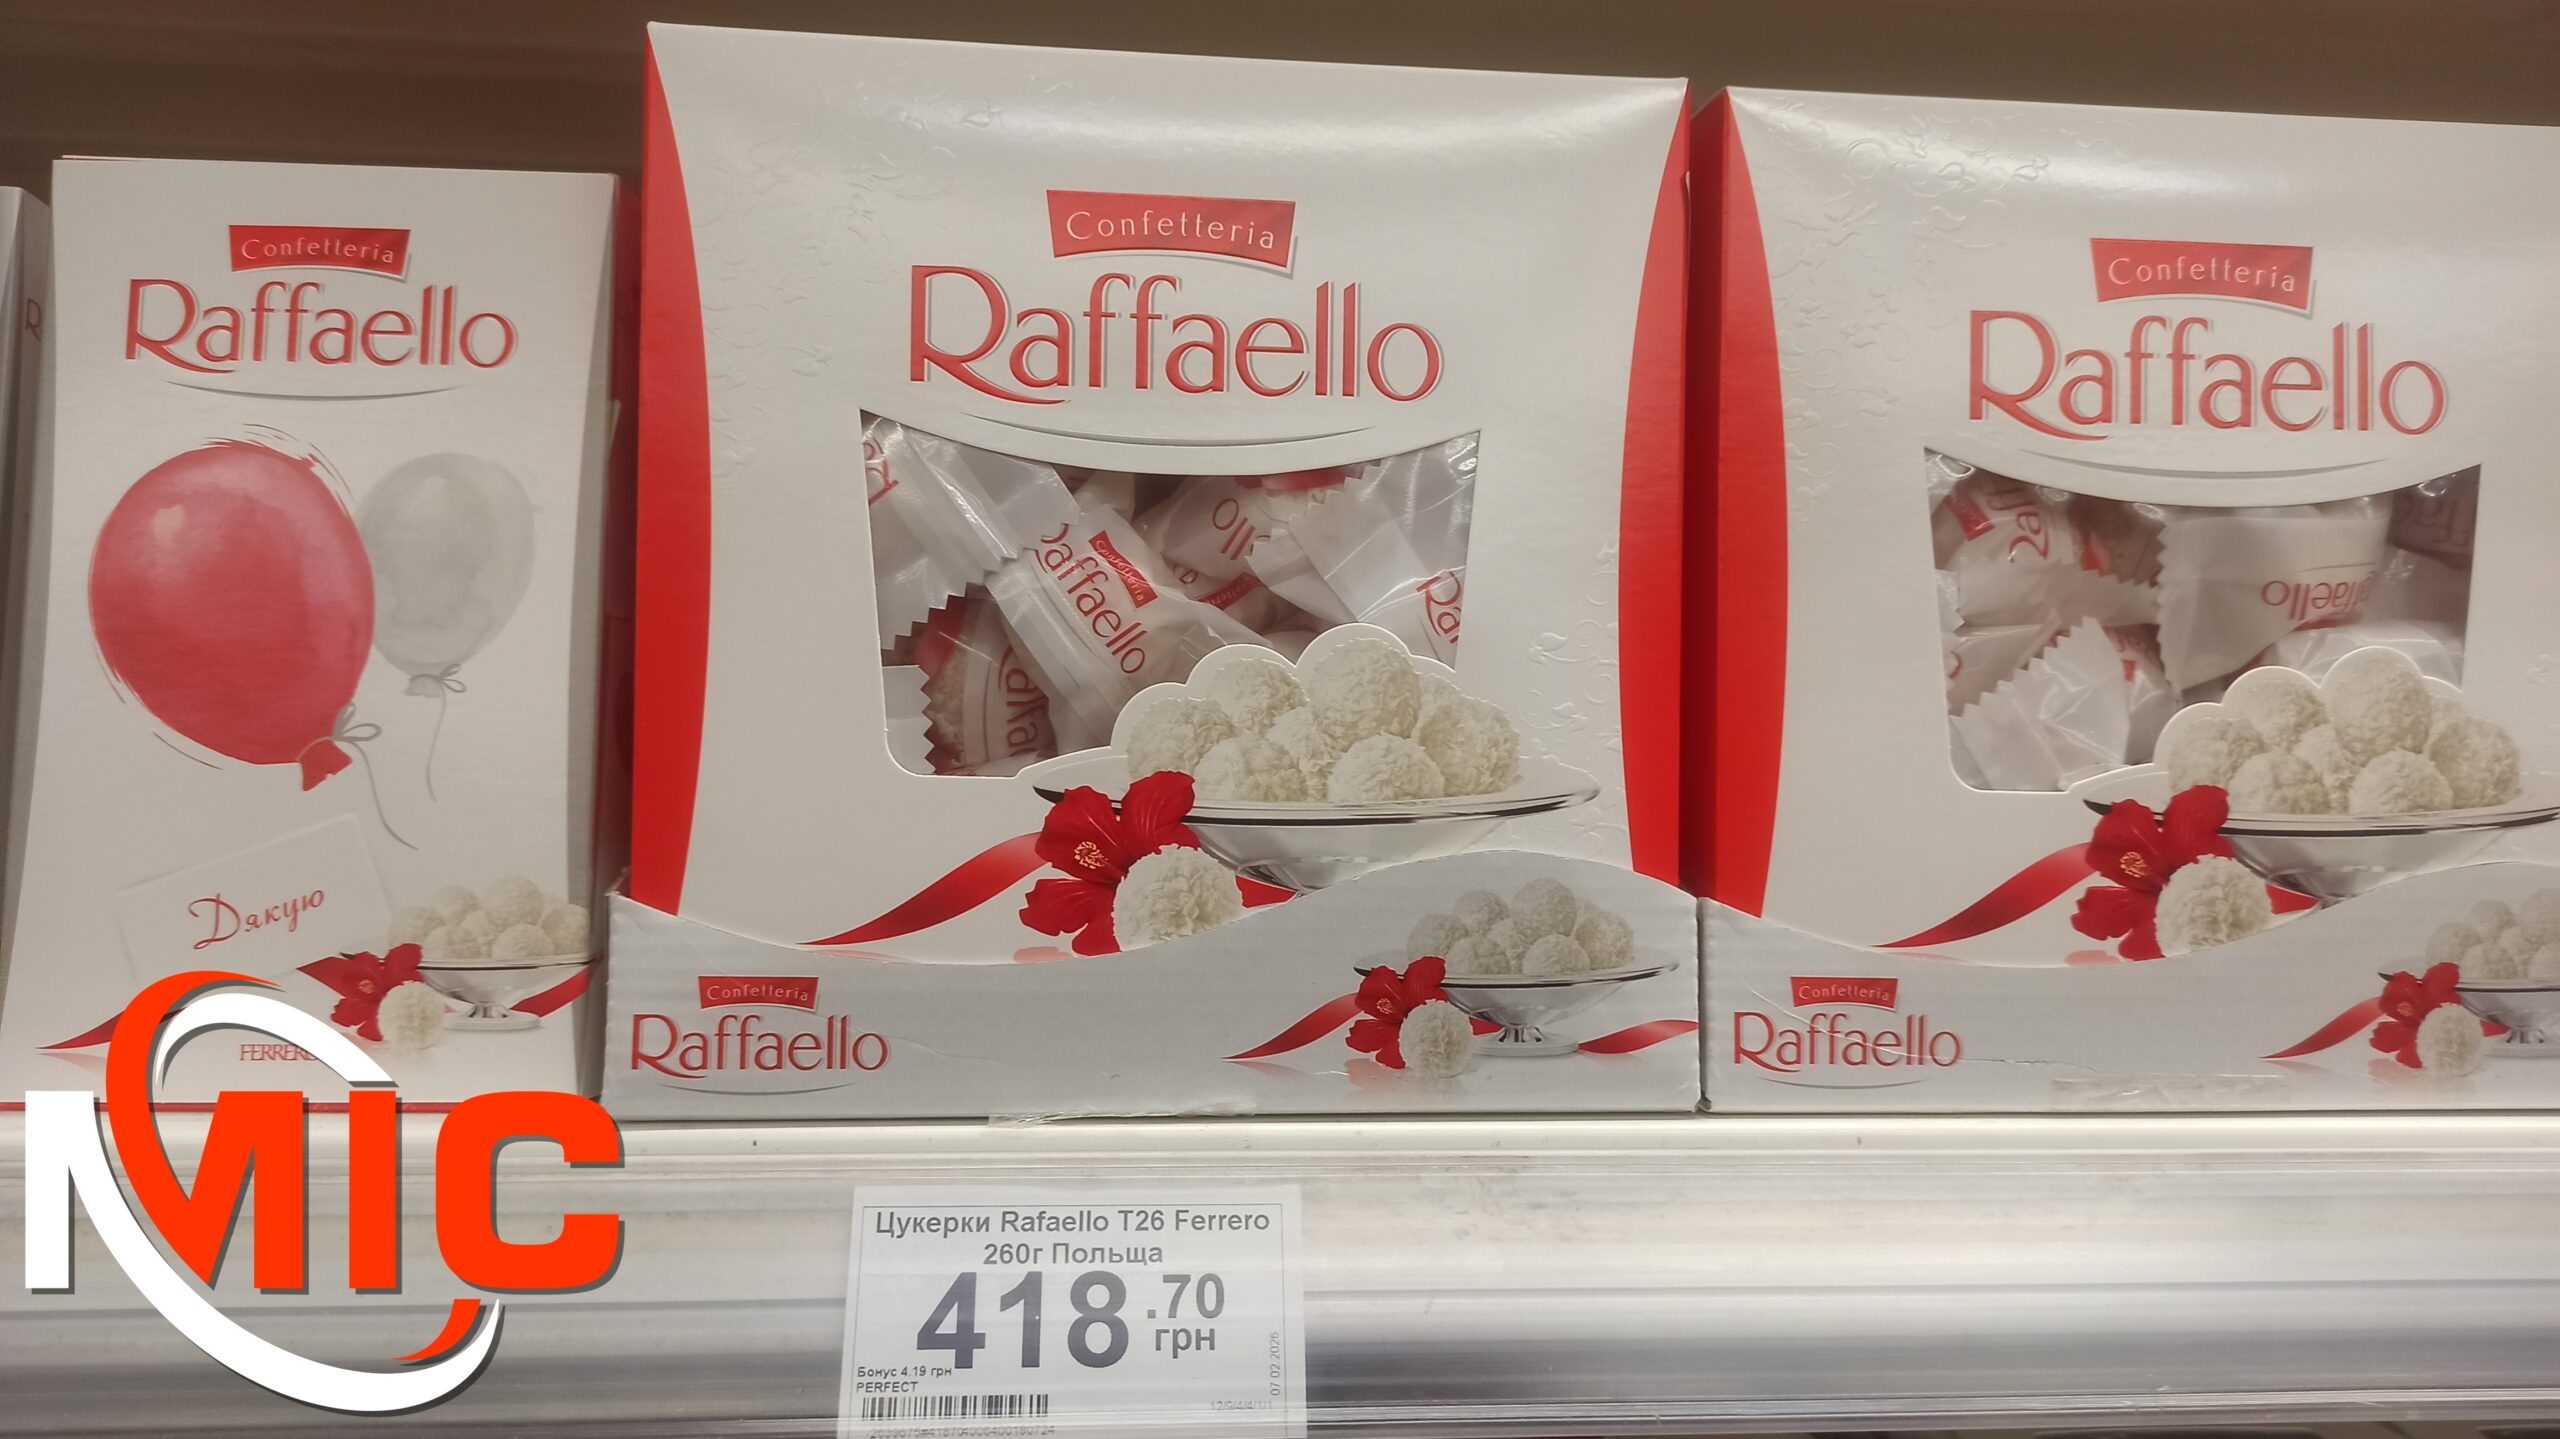 Confetteria
Raffaello
Дякую
FERRERO
Confetteria
Raffaello
Confetteria
Raffaello
Raffaello
Confetteria
Raffaello
Confetteria
Raffaello
МІС
Цукерки Rafaello T26 Ferrero
260г Польща
418.70
грн
Бонус 4.19 грн
PERFECT
07.02.2026